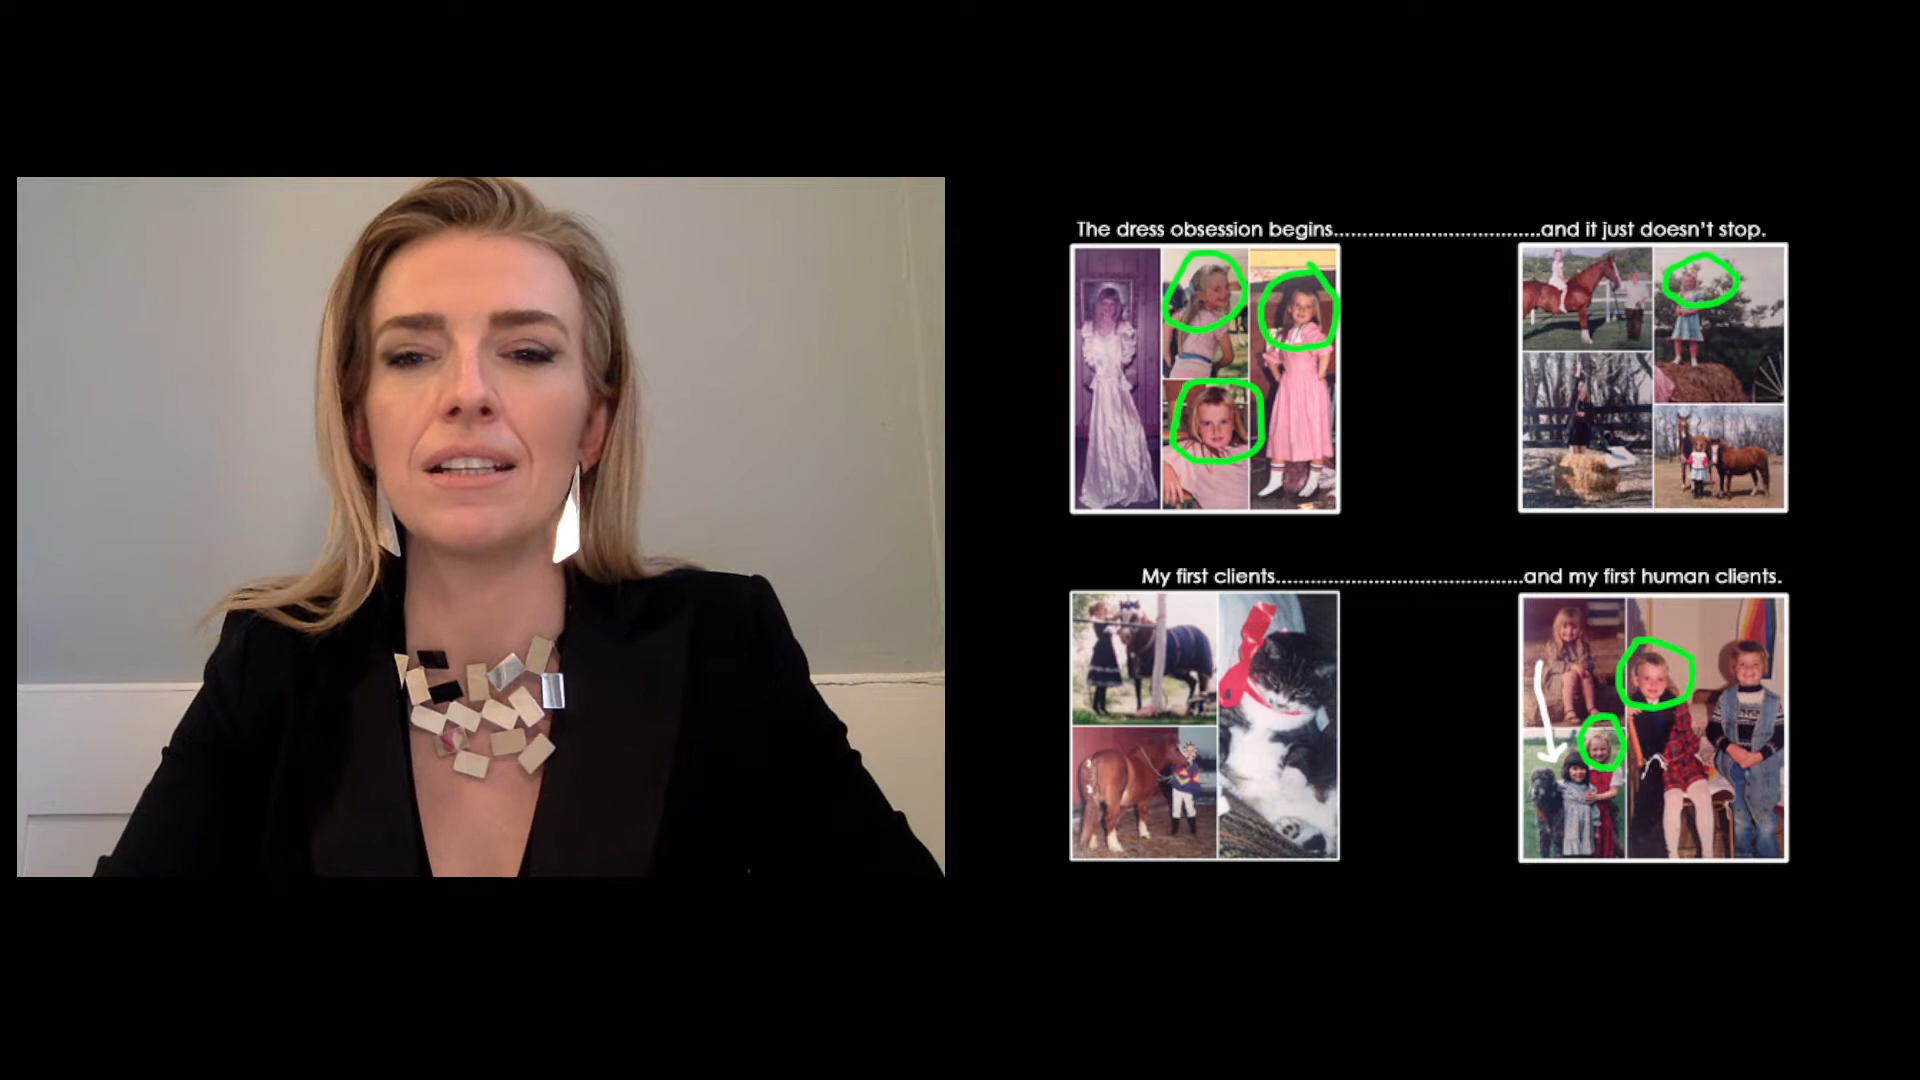 The dress obsession begins....................................and it just doesn't stop.
My first clients...........................................and my first human clients.